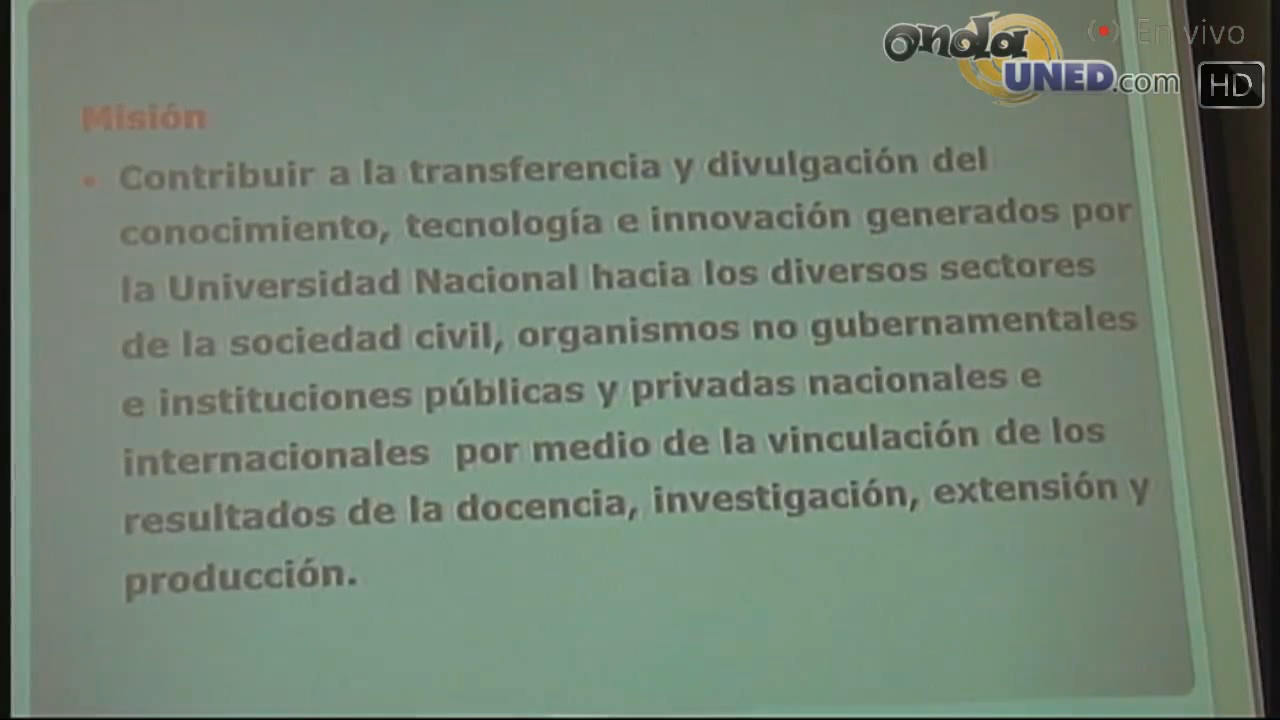 onda
UNED.com
En vivo
HD
Misión
• Contribuir a la transferencia y divulgación del
conocimiento, tecnología e innovación generados por
la Universidad Nacional hacia los diversos sectores
de la sociedad civil, organismos no gubernamentales
e instituciones públicas y privadas nacionales e
internacionales por medio de la vinculación de los
resultados de la docencia, investigación, extensión y
producción.